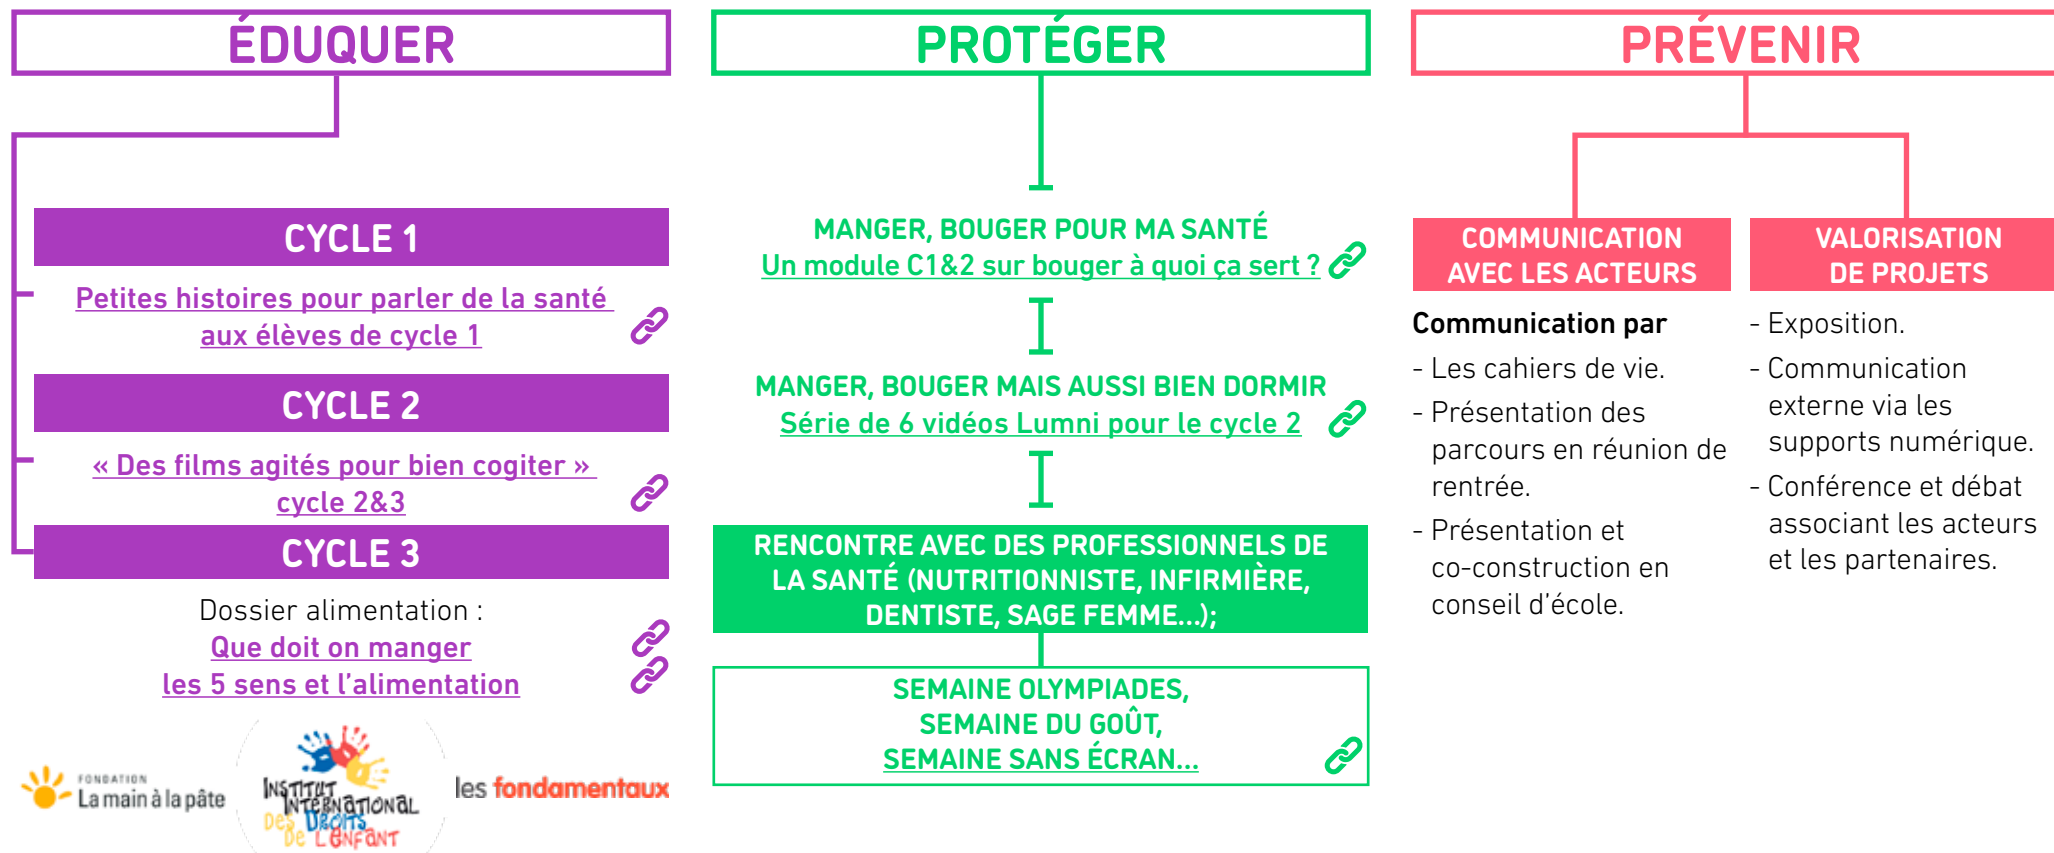 ÉDUQUER
CYCLE 1
Petites histoires pour parler de la santé
aux élèves de cycle 1
CYCLE 2
« Des films agités pour bien cogiter »
cycle 2&3
CYCLE 3
Dossier alimentation :
Que doit on manger
les 5 sens et l'alimentation
FONDATION
La main à la pâte
INSTITUT
INTERNATIONAL
DES DROITS
DE L'ENFANT
les fondamentaux
PROTÉGER
MANGER, BOUGER POUR MA SANTÉ
Un module C1&2 sur bouger à quoi ça sert ?
MANGER, BOUGER MAIS AUSSI BIEN DORMIR
Série de 6 vidéos Lumni pour le cycle 2
RENCONTRE AVEC DES PROFESSIONNELS DE
LA SANTÉ (NUTRITIONNISTE, INFIRMIÈRE,
DENTISTE, SAGE FEMME...);
SEMAINE OLYMPIADES,
SEMAINE DU GOÛT,
SEMAINE SANS ÉCRAN...
PRÉVENIR
COMMUNICATION
AVEC LES ACTEURS
Communication par
- Les cahiers de vie.
- Présentation des
parcours en réunion de
rentrée.
- Présentation et
co-construction en
conseil d'école.
VALORISATION
DE PROJETS
- Exposition.
- Communication
externe via les
supports numérique.
- Conférence et débat
associant les acteurs
et les partenaires.